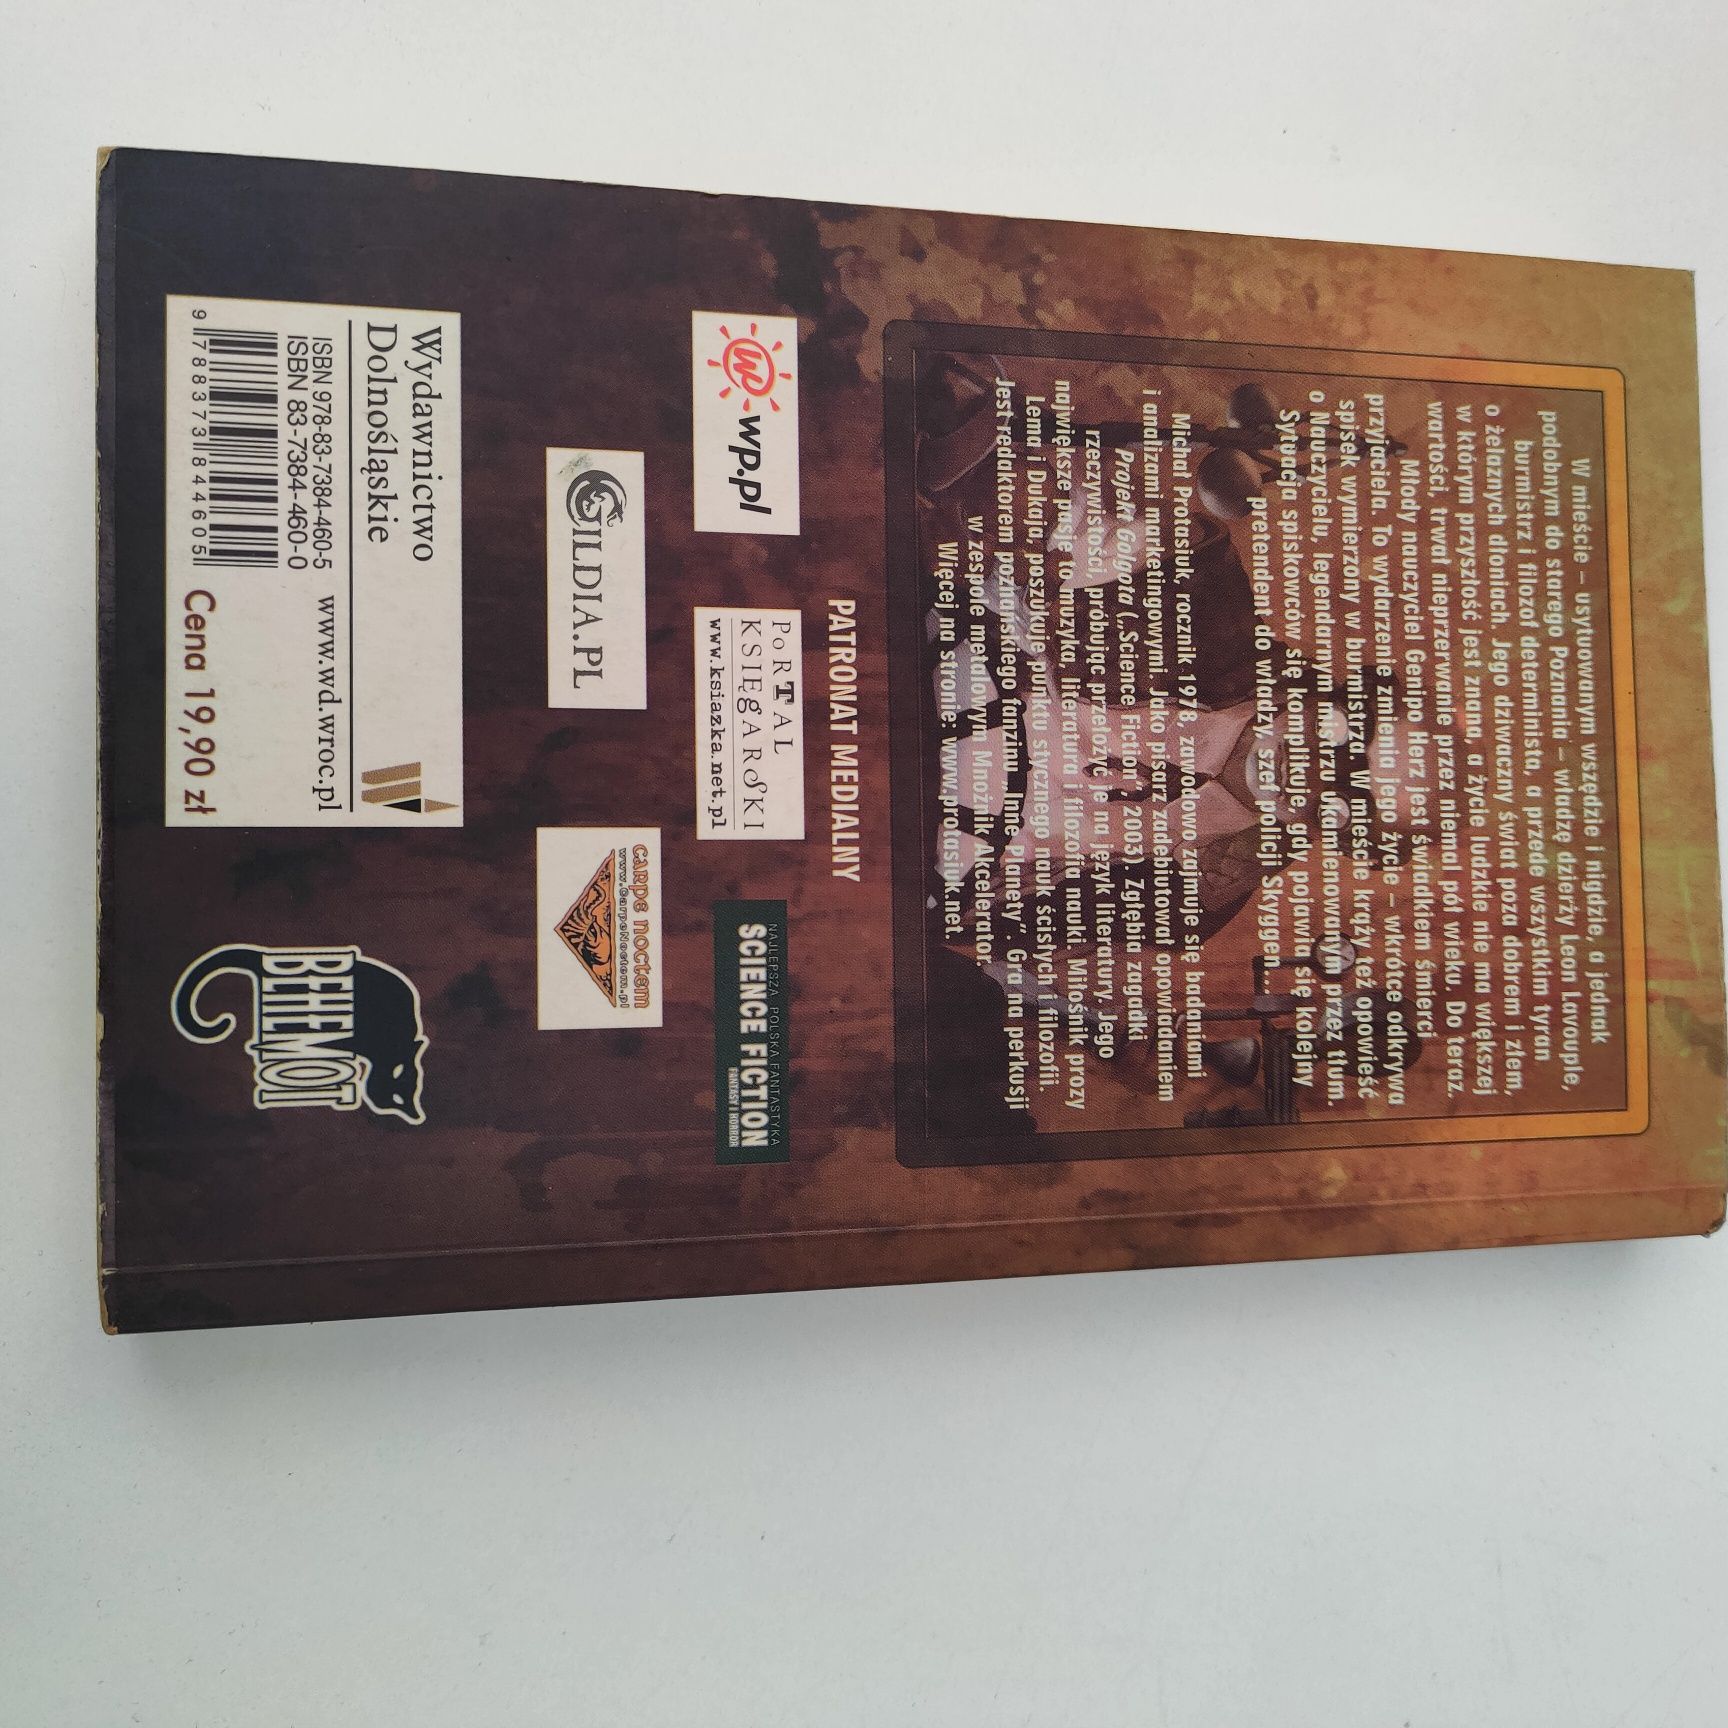 W mieście – usytuowanym wszędzie i nigdzie, a jednak
podobnym do starego Poznania – władzę dzierży Leon Lavouple,
burmistrz i filozof determinista, a przede wszystkim tyran
o żelaznych dłoniach. Jego dziwaczny świat poza dobrem i złem,
w którym przyszłość jest znana, a życie ludzkie nie ma większej
wartości, trwał nieprzerwanie przez niemal pół wieku. Do teraz.
Młody nauczyciel Genipo Herz jest świadkiem śmierci
przyjaciela. To wydarzenie zmienia jego życie – wkrótce odkrywa
spisek wymierzony w burmistrza. W mieście krąży też opowieść
o Nauczycielu, legendarnym mistrzu ukamienowanym przez tłum.
Sytuacja spiskowców się komplikuje, gdy pojawia się kolejny
pretendent do władzy, szef policji Skyggen...
Michał Protasiuk, rocznik 1978, zawodowo zajmuje się badaniami
i analizami marketingowymi. Jako pisarz zadebiutował opowiadaniem
Projekt Golgota („Science Fiction", 2003). Zgłębia zagadki
rzeczywistości, próbując przełożyć je na język literatury. Jego
największe pasje to muzyka, literatura i filozofia nauki. Miłośnik prozy
Lema i Dukaja, poszukuje punktu stycznego nauk ścisłych i filozofii.
Jest redaktorem poznańskiego fanzinu „Inne Planety". Gra na perkusji
w zespole metalowym Mnożnik Akcelerator.
Więcej na stronie: www.protasiuk.net.
PATRONAT MEDIALNY
wp.pl
PoRTAL
KSIĘGARSKI
www.ksiazka.net.pl
NAJLEPSZA POLSKA FANTASTYKA
SCIENCE FICTION
FANTASY I HORROR
GILDIA.PL
CARPE NOCTEM
www.CarpeNoctem.pl
Wydawnictwo
Dolnośląskie
ISBN 978-83-7384-460-5
ISBN 83-7384-460-0
www.wd.wroc.pl
9 788373 844605
Cena 19,90 zł
BEHEMOT